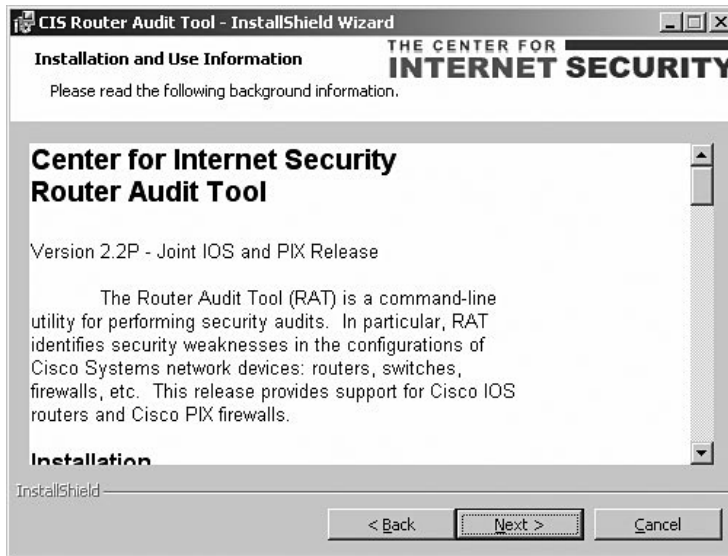 CIS Router Audit Tool - InstallShield Wizard
Installation and Use Information
Please read the following background information.
THE CENTER FOR
INTERNET SECURITY
Center for Internet Security
Router Audit Tool
Version 2.2P - Joint IOS and PIX Release
The Router Audit Tool (RAT) is a command-line
utility for performing security audits. In particular, RAT
identifies security weaknesses in the configurations of
Cisco Systems network devices: routers, switches,
firewalls, etc. This release provides support for Cisco IOS
routers and Cisco PIX firewalls.
Installation
InstallShield
< Back
Next >
Cancel